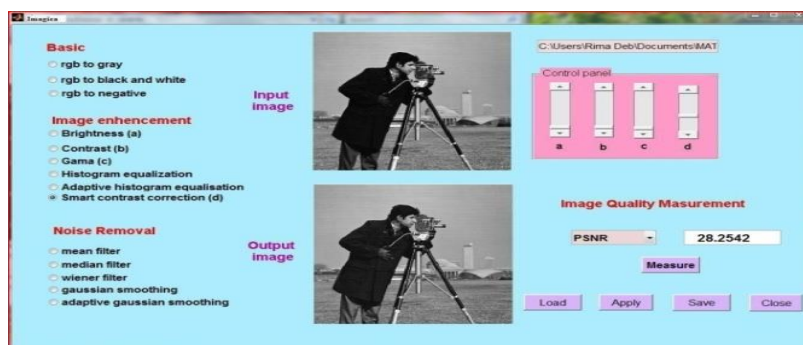 Imagica
Basic
rgb to gray
rgb to black and white
rgb to negative
Image enhencement
Brightness (a)
Contrast (b)
Gama (c)
Histogram equalization
Adaptive histogram equalisation
Smart contrast correction (d)
Noise Removal
mean filter
median filter
wiener filter
gaussian smoothing
adaptive gaussian smoothing
Input
image
Output
image
C:\Users\Rima Deb\Documents\MAT
Control panel
a b c d
Image Quality Masurement
PSNR 28.2542
Measure
Load Apply Save Close